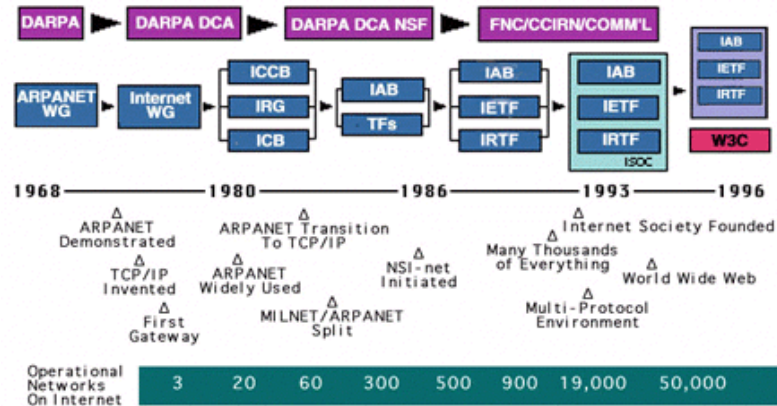 DARPA
DARPA DCA
DARPA DCA NSF
FNC/CCIRN/COMM'L
ARPANET
WG
Internet
WG
ICCB
IRG
ICB
IAB
TFs
IAB
IETF
IRTF
IAB
IETF
IRTF
ISOC
IAB
IETF
IRTF
W3C
1968
1980
1986
1993
1996
ARPANET
Demonstrated
TCP/IP
Invented
First
Gateway
ARPANET
Widely Used
ARPANET Transition
To TCP/IP
MILNET/ARPANET
Split
NSI-net
Initiated
Internet Society Founded
Many Thousands
of Everything
World Wide Web
Multi-Protocol
Environment
Operational
Networks
On Internet
3 20 60 300 500 900 19,000 50,000